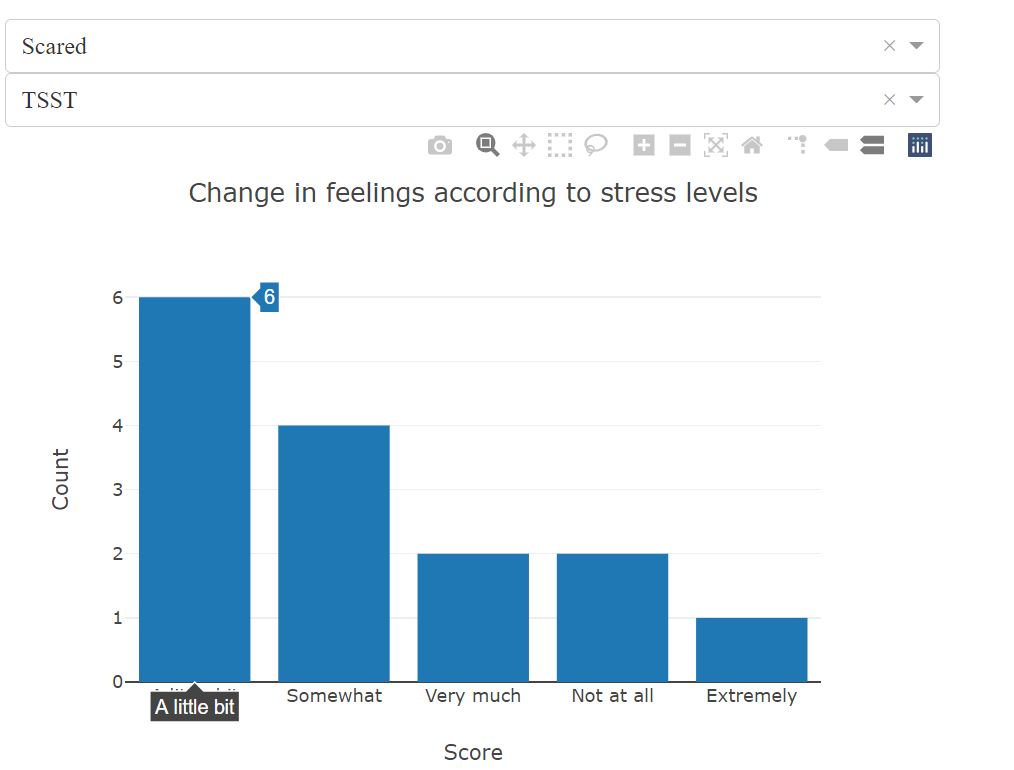 Scared
TSST
Change in feelings according to stress levels
6
6
5
4
3
2
1
0
Count
Somewhat
Very much
Not at all
Extremely
A little bit
Score